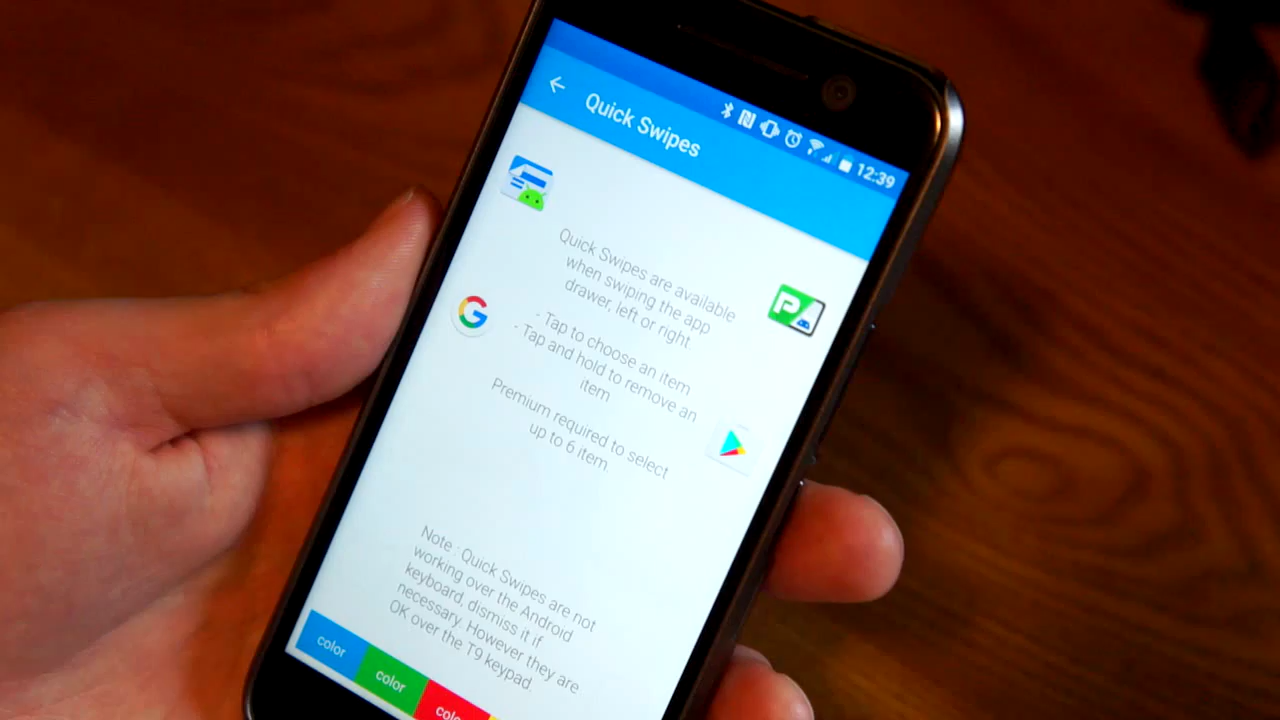 12:39
Quick Swipes
Quick Swipes are available
when swiping the app
drawer, left or right
- Tap to choose an item
- Tap and hold to remove an
item
Premium required to select
up to 6 item
Note : Quick Swipes are not
working over the Android
keyboard, dismiss it if
necessary. However they are
OK over the T9 keypad.
color
color
colo